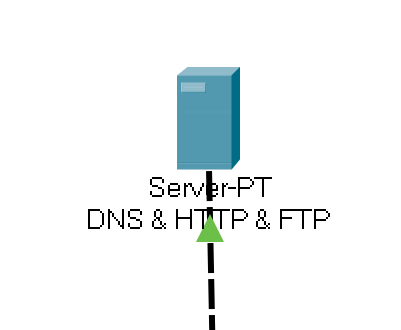 Server-PT
DNS & HTTP & FTP